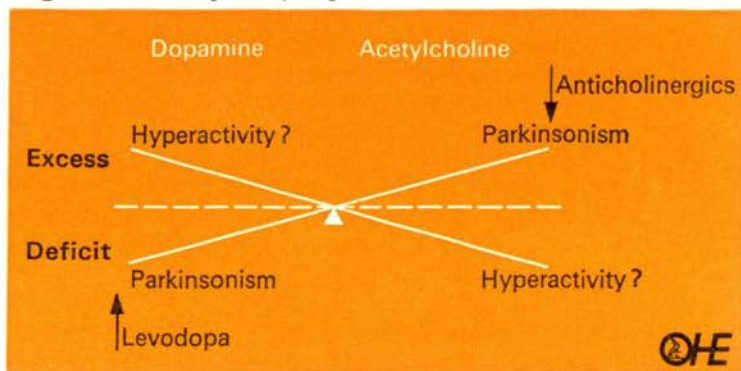 Dopamine Acetylcholine
Anticholinergics
Hyperactivity ? Parkinsonism
Excess
Deficit
Parkinsonism Hyperactivity ?
Levodopa
OHE